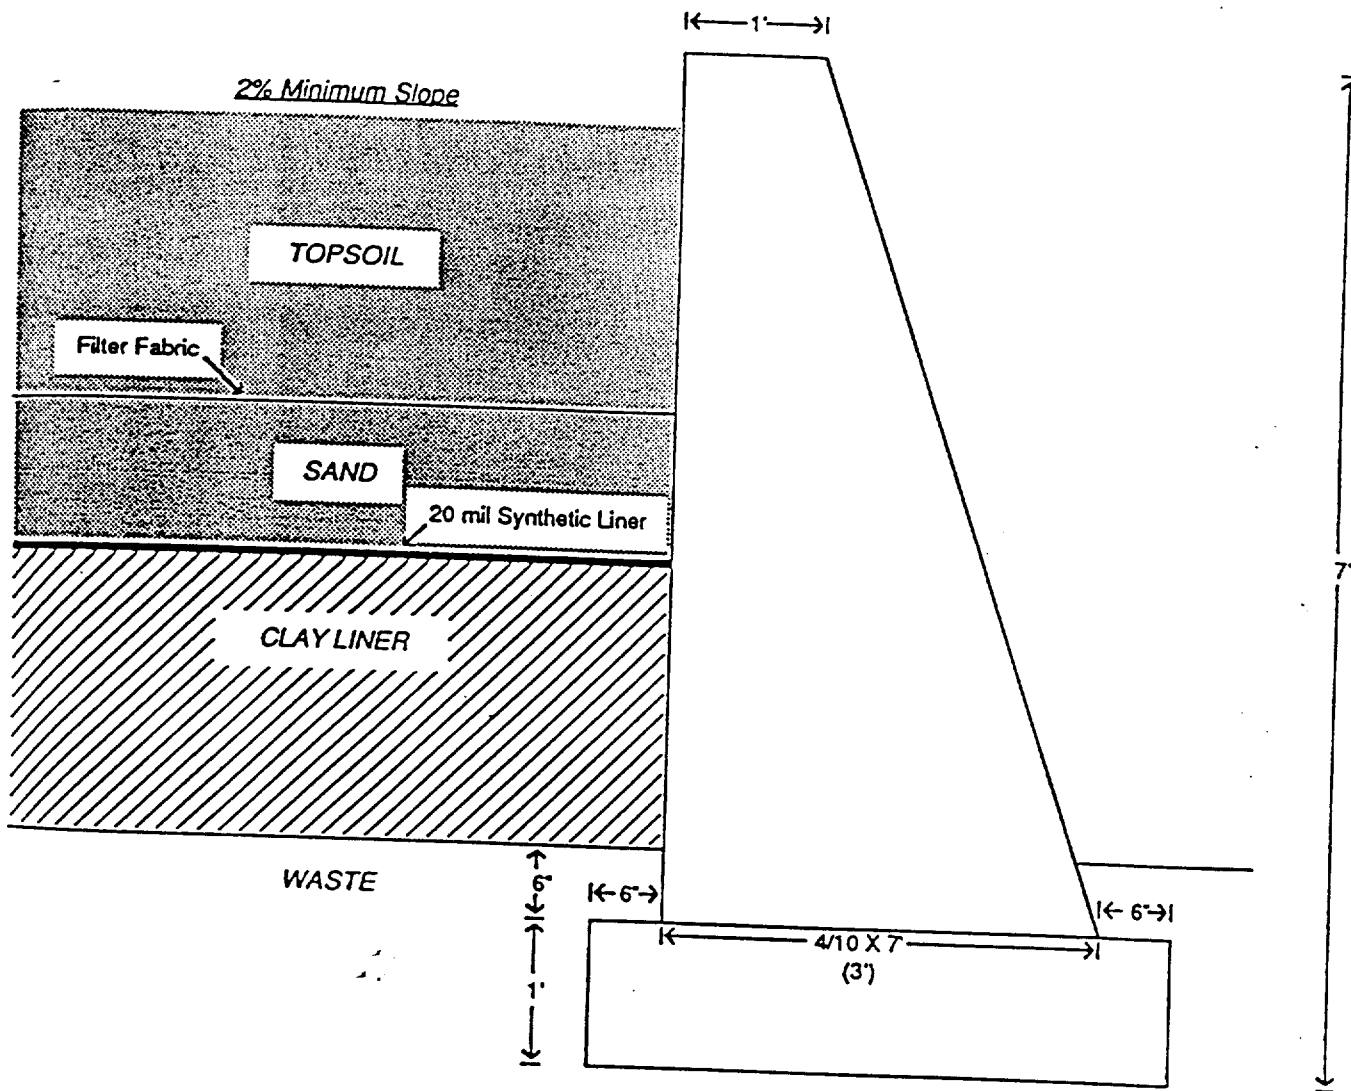 1'
2% Minimum Slope
TOPSOIL
Filter Fabric
SAND
20 mil Synthetic Liner
7'
CLAY LINER
WASTE
6"
6"
6"
4/10 X 7
(3')
1'